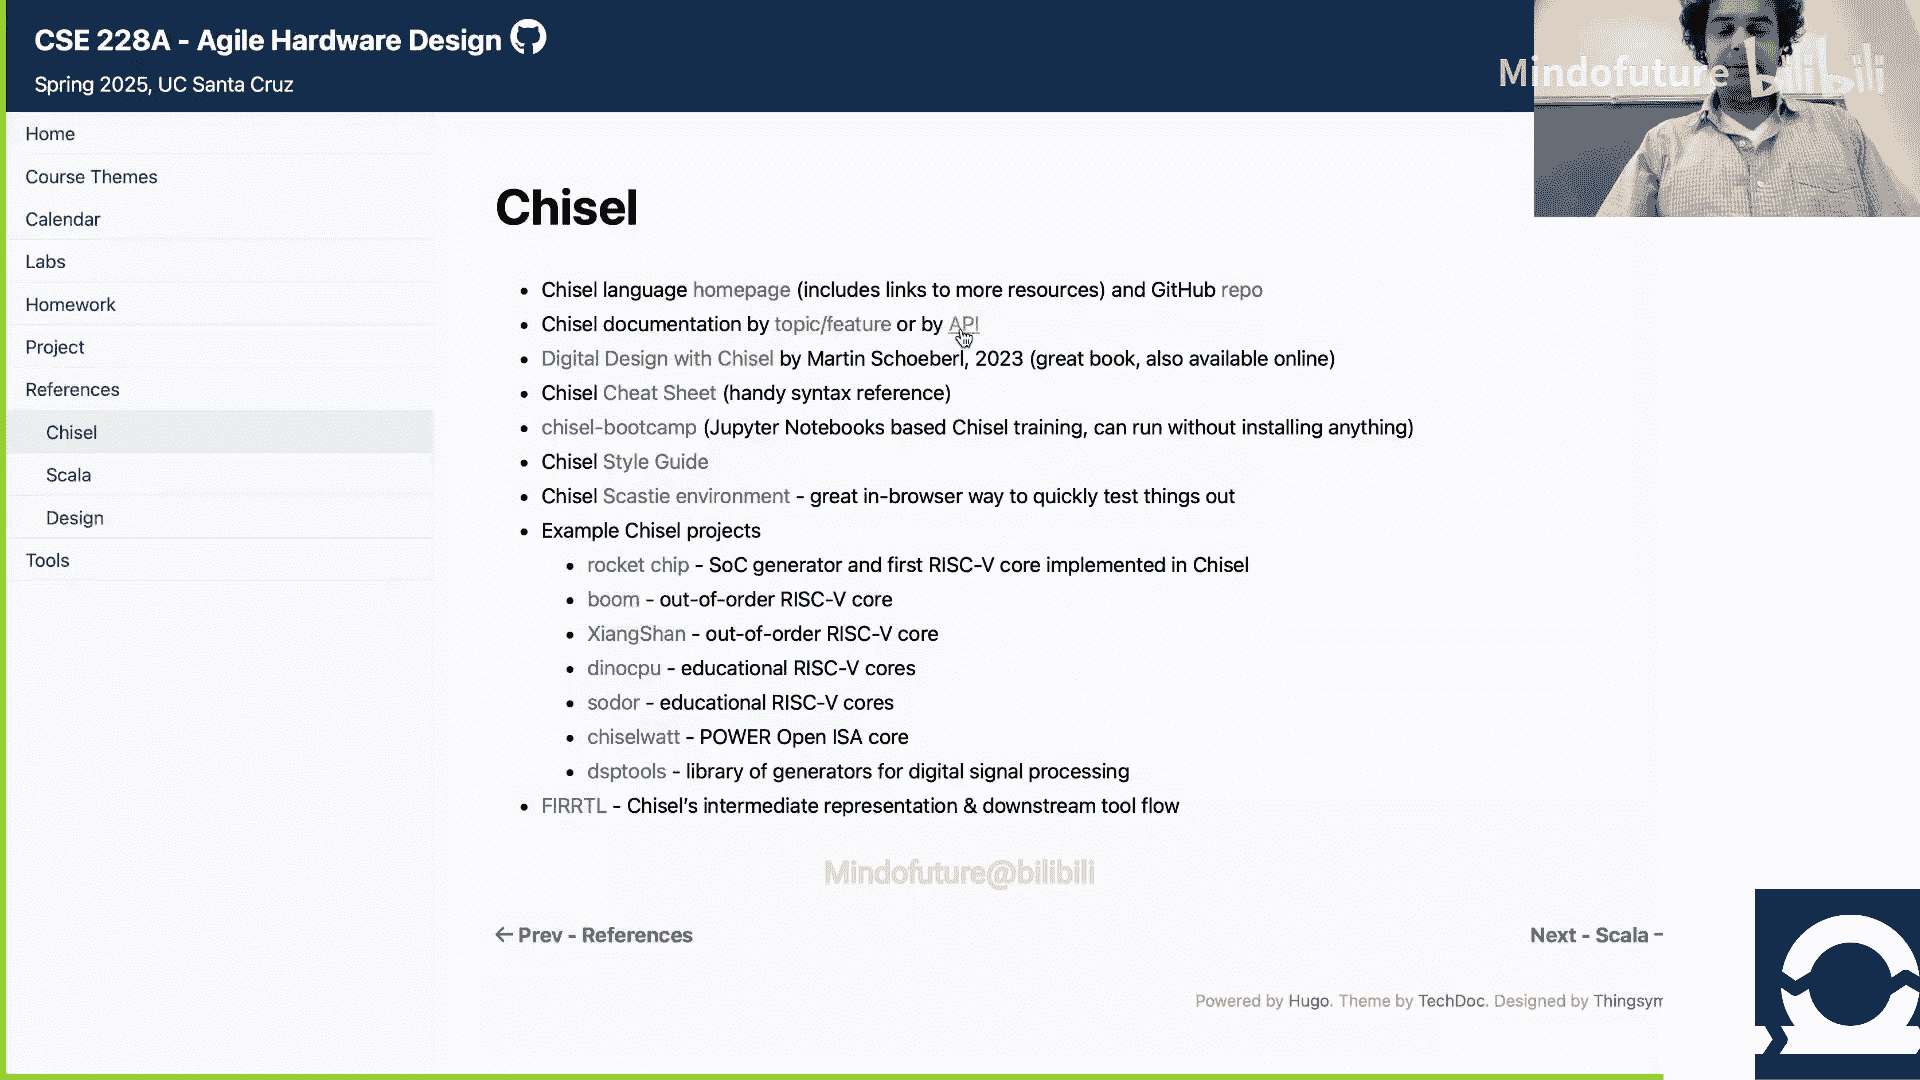 CSE 228A - Agile Hardware Design
Spring 2025, UC Santa Cruz
Mindofuture bilibili
Home
Course Themes
Calendar
Labs
Homework
Project
References
Chisel
Scala
Design
Tools
Chisel
Chisel language homepage (includes links to more resources) and GitHub repo
Chisel documentation by topic/feature or by API
Digital Design with Chisel by Martin Schoeberl, 2023 (great book, also available online)
Chisel Cheat Sheet (handy syntax reference)
chisel-bootcamp (Jupyter Notebooks based Chisel training, can run without installing anything)
Chisel Style Guide
Chisel Scastie environment - great in-browser way to quickly test things out
Example Chisel projects
rocket chip - SoC generator and first RISC-V core implemented in Chisel
boom - out-of-order RISC-V core
XiangShan - out-of-order RISC-V core
dinocpu - educational RISC-V cores
sodor - educational RISC-V cores
chiselwatt - POWER Open ISA core
dsptools - library of generators for digital signal processing
FIRRTL - Chisel's intermediate representation & downstream tool flow
Mindofuture@bilibili
← Prev - References
Next - Scala
Powered by Hugo. Theme by TechDoc. Designed by Thingsym